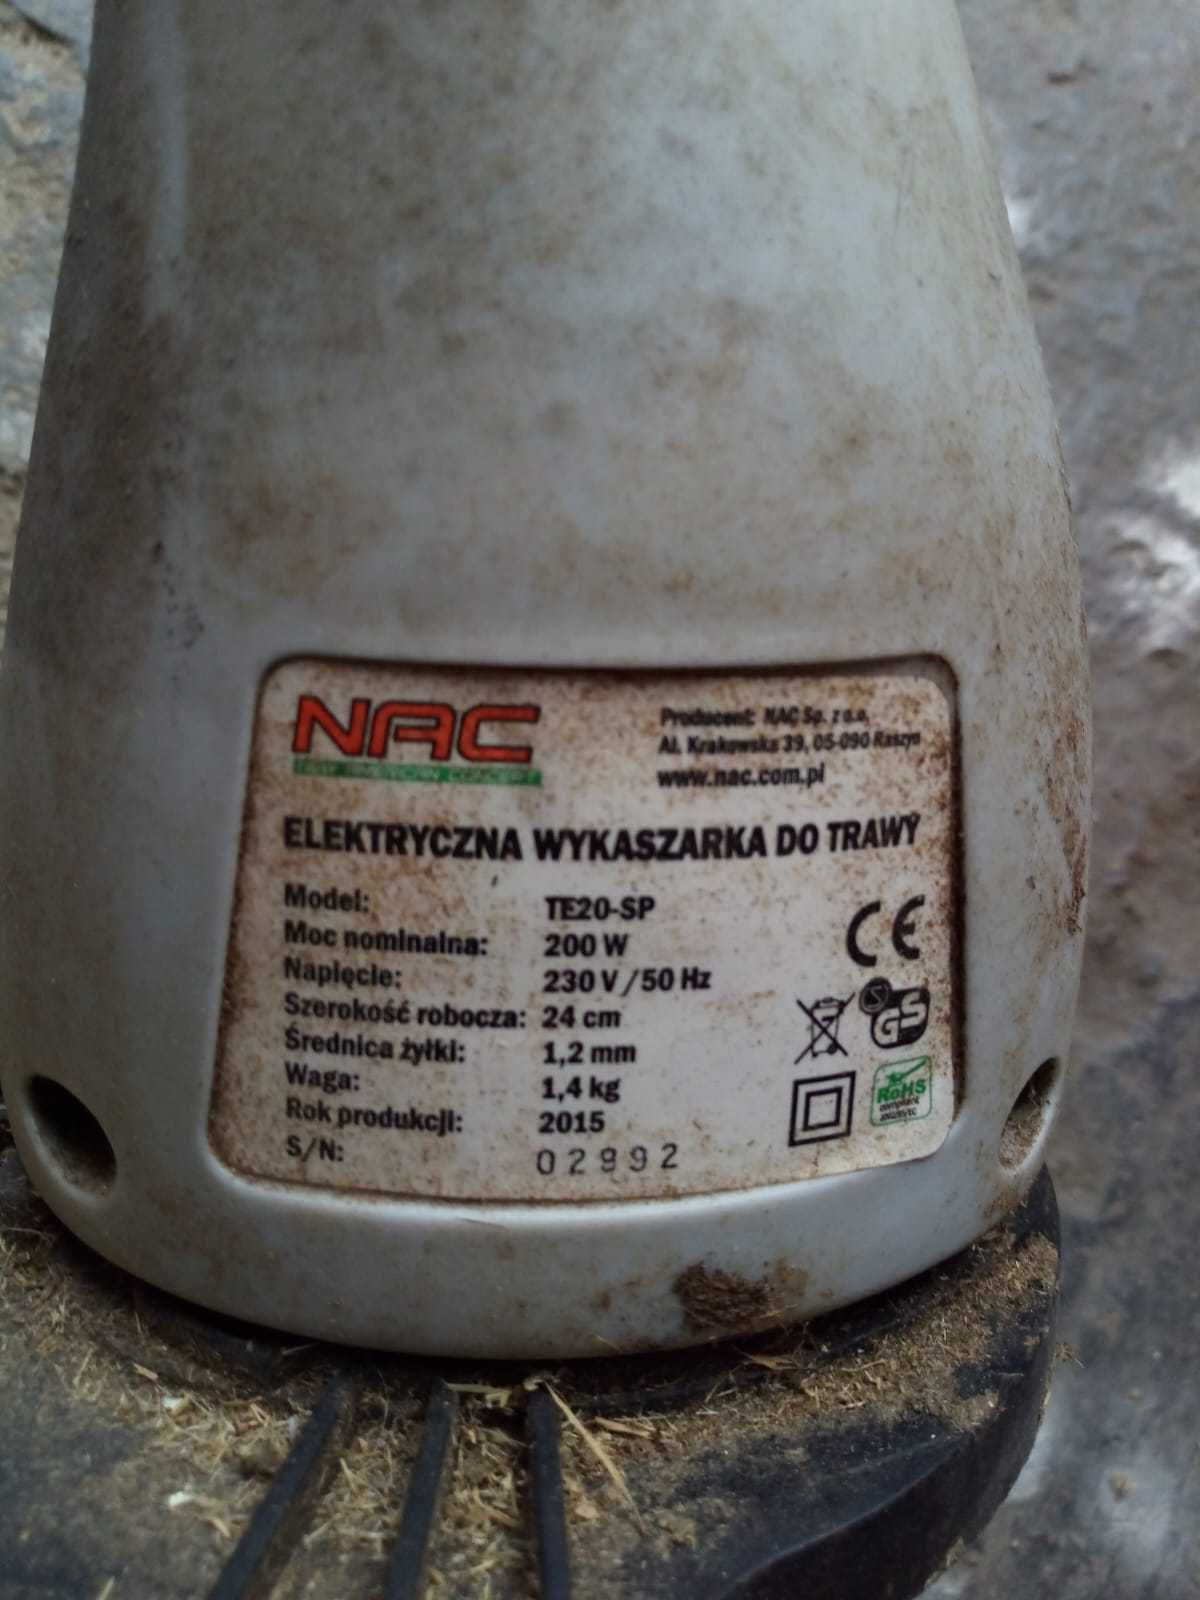 NAC
Producent: NAC Sp. z o.o.
Al. Krakowska 39, 05-090 Raszyn
www.nac.com.pl
ELEKTRYCZNA WYKASZARKA DO TRAWY
Model: TE20-SP
Moc nominalna: 200 W
Napięcie: 230 V / 50 Hz
Szerokość robocza: 24 cm
Średnica żyłki: 1,2 mm
Waga: 1,4 kg
Rok produkcji: 2015
S/N: 02992
CE
S GS
RoHS
compliant